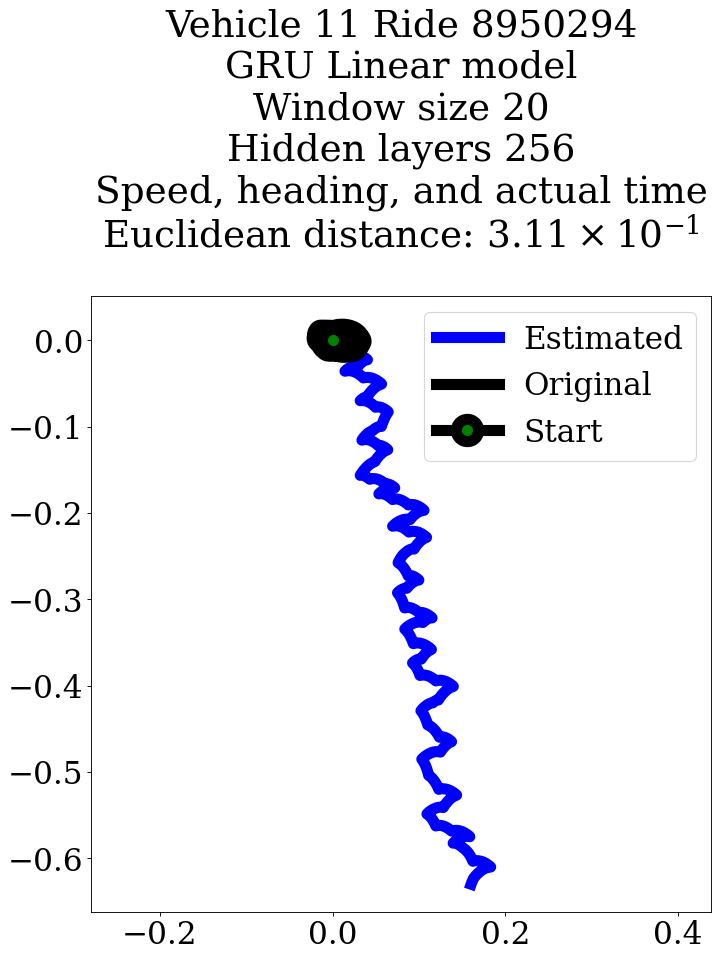 Vehicle 11 Ride 8950294
GRU Linear model
Window size 20
Hidden layers 256
Speed, heading, and actual time
Euclidean distance: 3.11 × 10⁻¹
Estimated
Original
Start
0.0
−0.1
−0.2
−0.3
−0.4
−0.5
−0.6
−0.2 0.0 0.2 0.4